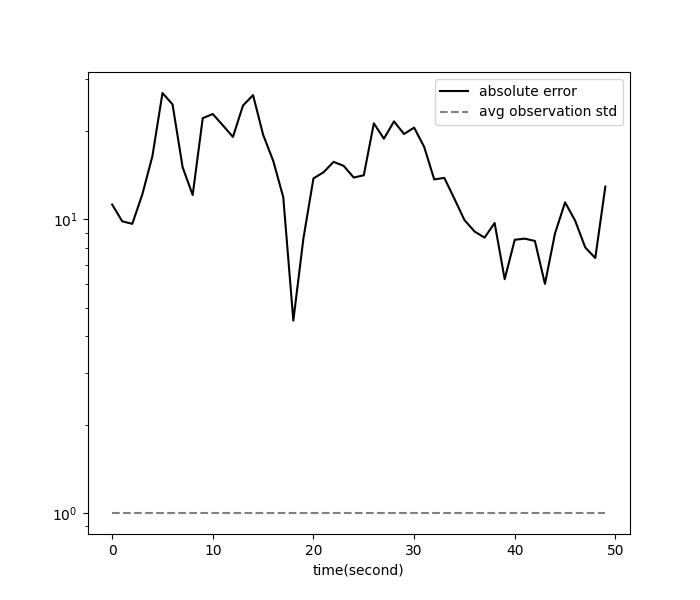 absolute error
avg observation std
10¹
10⁰
0 10 20 30 40 50
time(second)